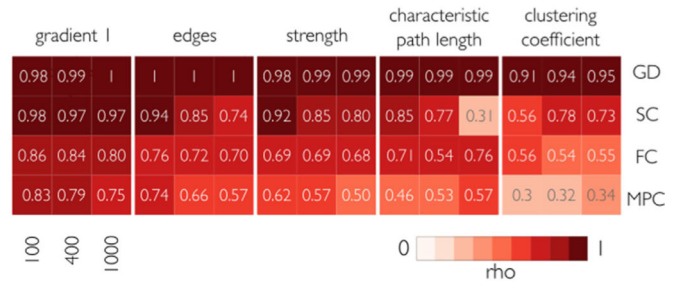 gradient 1 edges strength characteristic path length clustering coefficient
0.98 0.99 1 1 1 1 0.98 0.99 0.99 0.99 0.99 0.99 0.91 0.94 0.95 GD
0.98 0.97 0.97 0.94 0.85 0.74 0.92 0.85 0.80 0.85 0.77 0.31 0.56 0.78 0.73 SC
0.86 0.84 0.80 0.76 0.72 0.70 0.69 0.69 0.68 0.71 0.54 0.76 0.56 0.54 0.55 FC
0.83 0.79 0.75 0.74 0.66 0.57 0.62 0.57 0.50 0.46 0.53 0.57 0.3 0.32 0.34 MPC
100 400 1000
0 1
rho